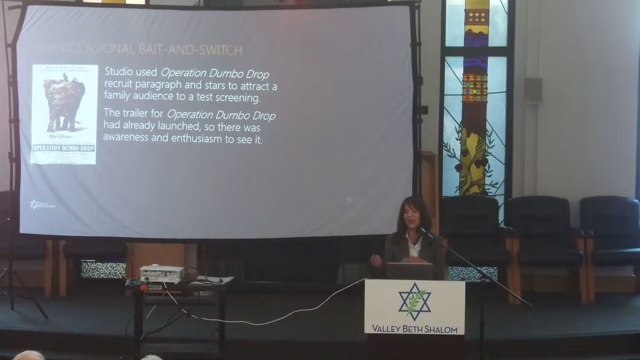 THE OCCASIONAL BAIT-AND-SWITCH
Studio used Operation Dumbo Drop
recruit paragraph and stars to attract a
family audience to a test screening.
The trailer for Operation Dumbo Drop
had already launched, so there was
awareness and enthusiasm to see it.
OPERATION DUMBO DROP
VALLEY BETH SHALOM